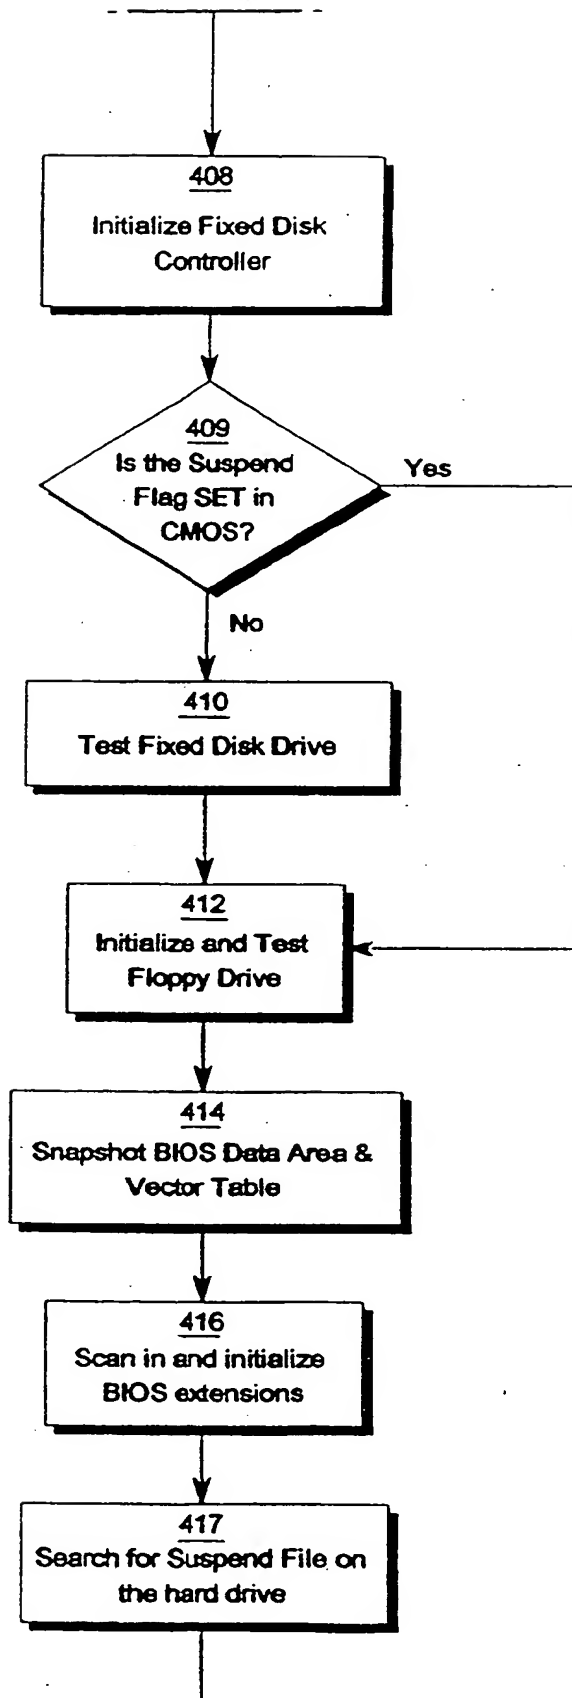 408
Initialize Fixed Disk
Controller
409
Is the Suspend
Flag SET in
CMOS?
Yes
No
410
Test Fixed Disk Drive
412
Initialize and Test
Floppy Drive
414
Snapshot BIOS Data Area &
Vector Table
416
Scan in and initialize
BIOS extensions
417
Search for Suspend File on
the hard drive